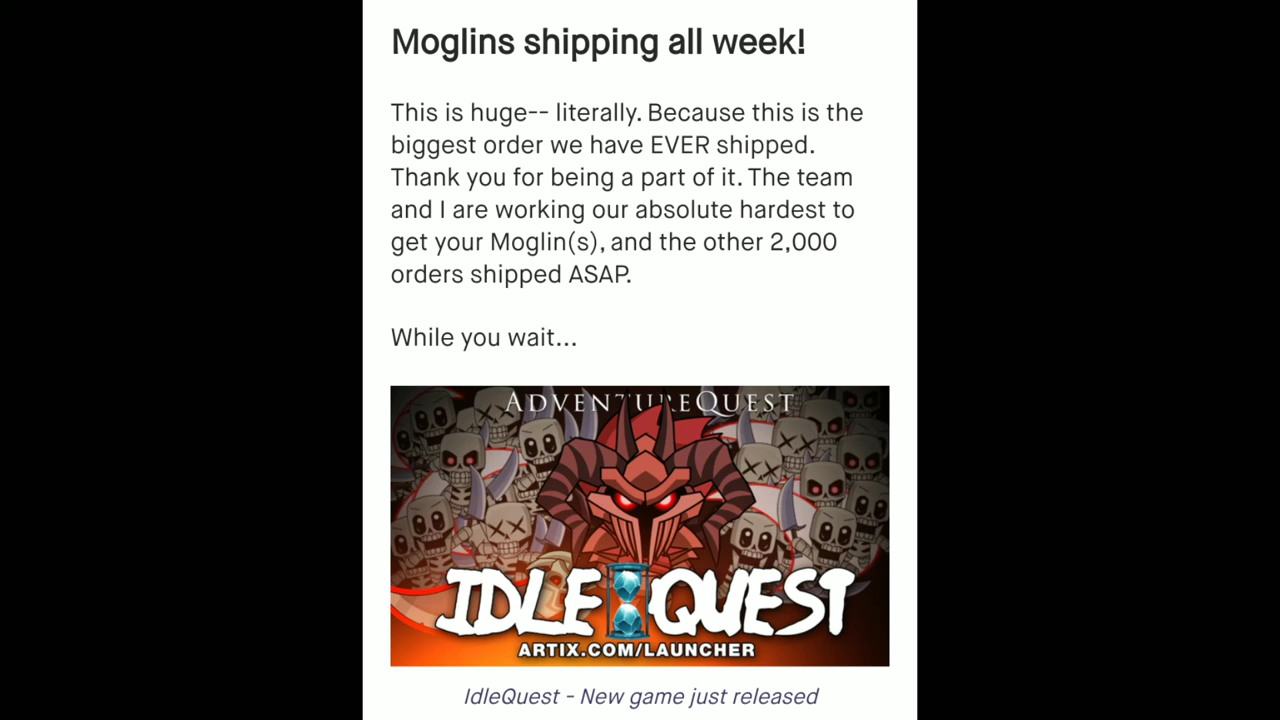 Moglins shipping all week!
This is huge-- literally. Because this is the
biggest order we have EVER shipped.
Thank you for being a part of it. The team
and I are working our absolute hardest to
get your Moglin(s), and the other 2,000
orders shipped ASAP.
While you wait...
ADVENTUREQUEST
IDLE QUEST
ARTIX.COM/LAUNCHER
IdleQuest - New game just released